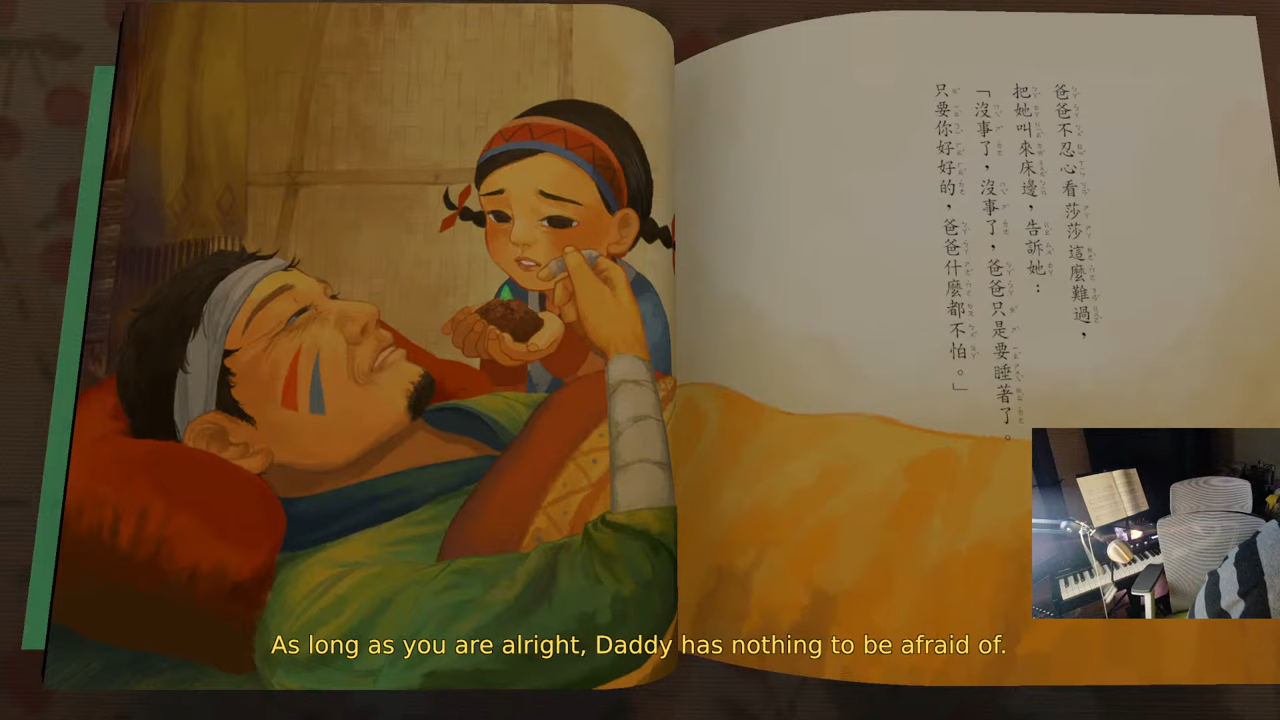 爸爸不忍心看莎莎這麼難過，
把她叫來床邊，告訴她：
「沒事了，沒事了，爸爸只是要睡著了。
只要你好好的，爸爸什麼都不怕。」
As long as you are alright, Daddy has nothing to be afraid of.